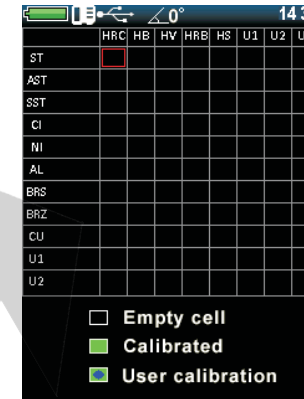 0° 14.3
HRC HB HV HRB HS U1 U2 U
ST
AST
SST
CI
NI
AL
BRS
BRZ
CU
U1
U2
Empty cell
Calibrated
User calibration